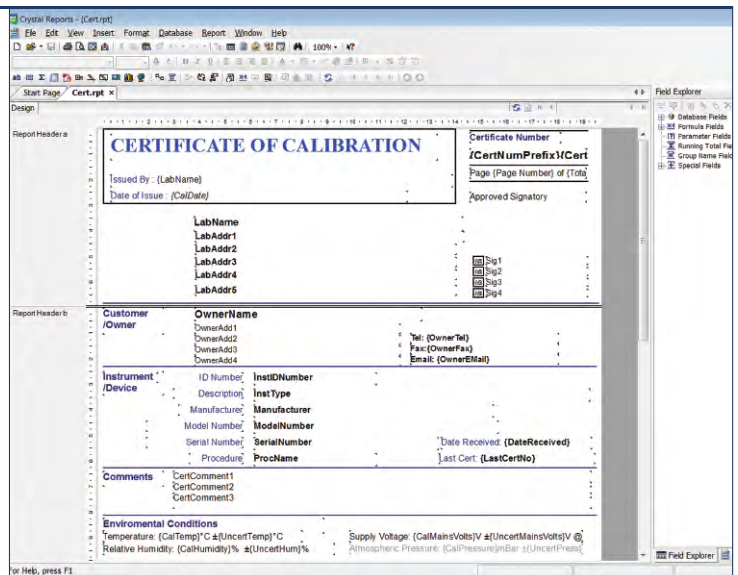 Crystal Reports - [Cert.rpt]
File Edit View Insert Format Database Report Window Help
100%
Start Page Cert.rpt ×
Design
Field Explorer
Database Fields
Formula Fields
Parameter Fields
Running Total Fie
Group Name Field
Special Fields
Report Header a
CERTIFICATE OF CALIBRATION
Certificate Number
{CertNumPrefix}{Cert
Issued By : {LabName}
Page {Page Number} of {Tota
Date of Issue : {CalDate}
Approved Signatory
LabName
LabAddr1
LabAddr2
LabAddr3
LabAddr4
LabAddr5
Sig1
Sig2
Sig3
Sig4
Report Header b
Customer
/Owner
OwnerName
OwnerAdd1
OwnerAdd2
OwnerAdd3
OwnerAdd4
Tel: {OwnerTel}
Fax:{OwnerFax}
Email: {OwnerEMail}
Instrument
/Device
ID Number InstIDNumber
Description InstType
Manufacturer Manufacturer
Model Number ModelNumber
Serial Number SerialNumber Date Received: {DateReceived}
Procedure ProcName Last Cert: {LastCertNo}
Comments
CertComment1
CertComment2
CertComment3
Enviromental Conditions
Temperature: {CalTemp}°C ±{UncertTemp}°C Supply Voltage: {CalMainsVolts}V ±{UncertMainsVolts}V @
Relative Humidity: {CalHumidity}% ±{UncertHum}% Atmospheric Pressure: {CalPressure}mBar ±{UncertPress}
Field Explorer
For Help, press F1